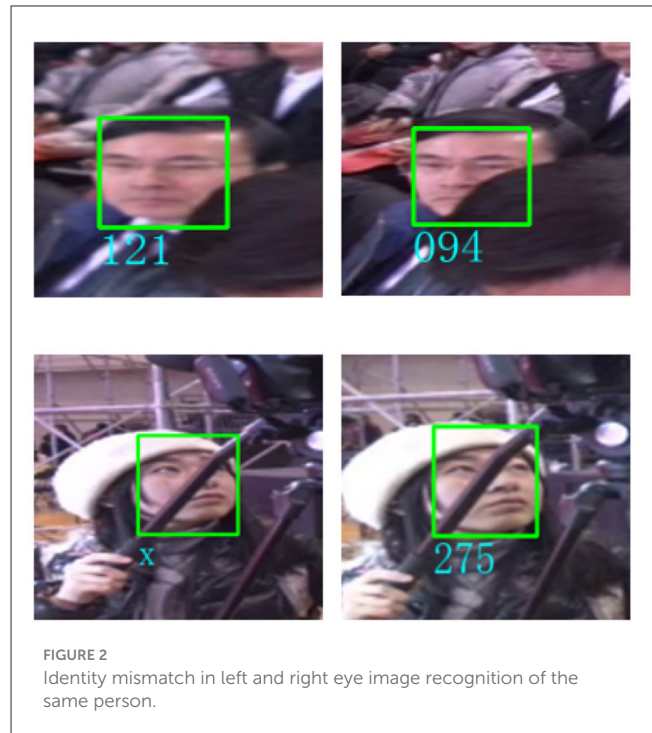 121
094
x
275
FIGURE 2
Identity mismatch in left and right eye image recognition of the
same person.